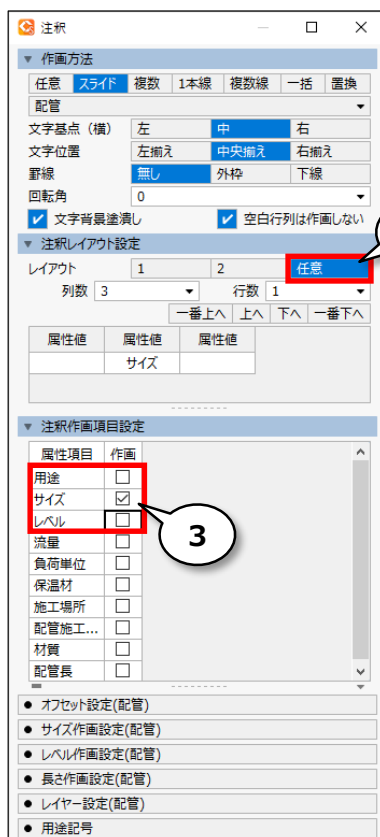 注釈
作画方法
任意 スライド 複数 1本線 複数線 一括 置換
配管
文字基点（横） 左 中 右
文字位置 左揃え 中央揃え 右揃え
罫線 無し 外枠 下線
回転角 0
文字背景塗潰し 空白行列は作画しない
注釈レイアウト設定
レイアウト 1 2 任意
列数 3 行数 1
一番上へ 上へ 下へ 一番下へ
属性値 属性値 属性値
サイズ
注釈作画項目設定
属性項目 作画
用途
サイズ
レベル
3
流量
負荷単位
保温材
施工場所
配管施工...
材質
配管長
オフセット設定(配管)
サイズ作画設定(配管)
レベル作画設定(配管)
長さ作画設定(配管)
レイヤー設定(配管)
用途記号